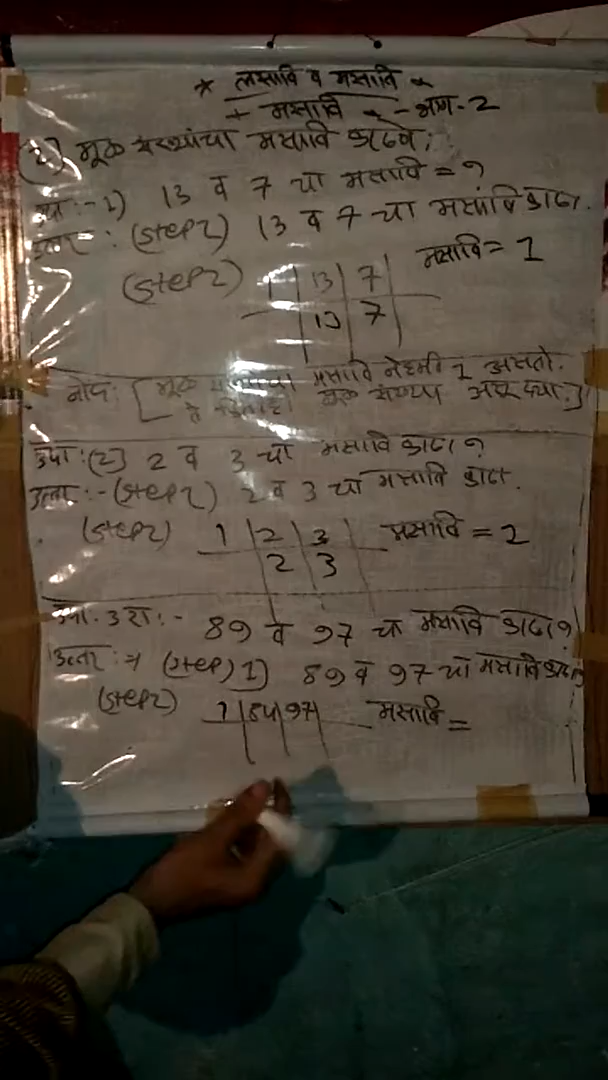 * लसावि व मसावि
* मसावि - भाग-2
2) मूळ संख्यांचा मसावि काढणे:
उदा:-1) 13 व 7 चा मसावि = ?
उत्तर: (step1) 13 व 7 चा मसावि काढा.
(step2) 1 | 13 | 7 मसावि = 1
13 | 7
नोंद: [मूळ मसावि नेहमी 1 असतो.
ते मूळ संख्या
उदा:(2) 2 व 3 चा मसावि काढा?
उत्तर:-(step1) 2 व 3 चा मसावि काढा.
(step2) 1 | 2 | 3 मसावि = 1
2 | 3
उदा. 3रा:- 89 व 97 चा मसावि काढा?
उत्तर:→ (step) 1) 89 व 97 चा मसावि काढा
(step2) 1 | 89 | 97 मसावि =